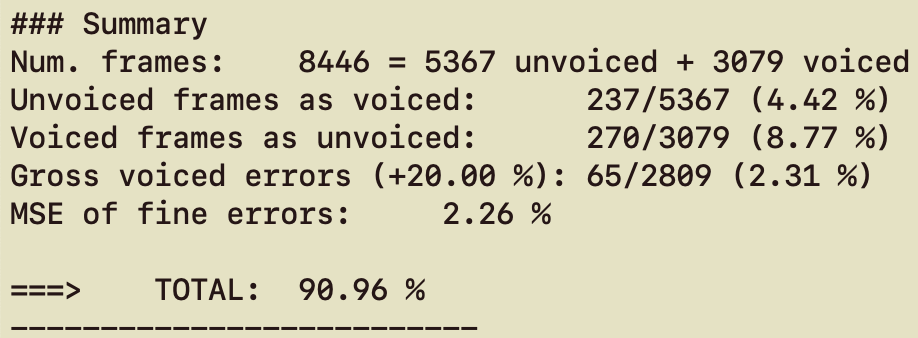 ### Summary
Num. frames:    8446 = 5367 unvoiced + 3079 voiced
Unvoiced frames as voiced:      237/5367 (4.42 %)
Voiced frames as unvoiced:      270/3079 (8.77 %)
Gross voiced errors (+20.00 %): 65/2809 (2.31 %)
MSE of fine errors:     2.26 %

===>    TOTAL:  90.96 %
--------------------------